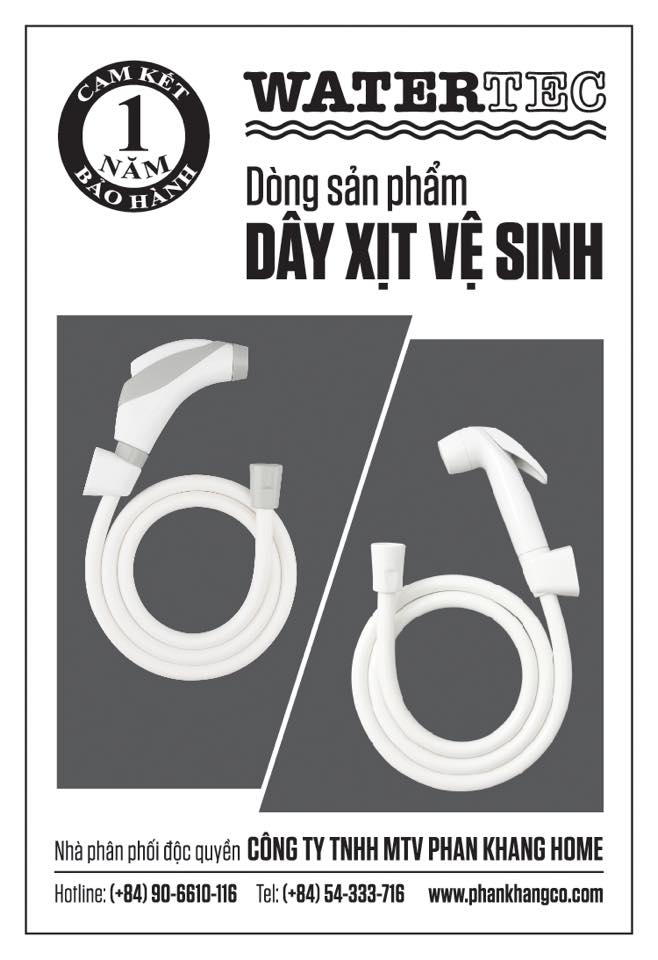 CAM KẾT
1
NĂM
BẢO HÀNH
WATERTEC
Dòng sản phẩm
DÂY XỊT VỆ SINH
Nhà phân phối độc quyền CÔNG TY TNHH MTV PHAN KHANG HOME
Hotline: (+84) 90-6610-116 Tel: (+84) 54-333-716 www.phankhangco.com